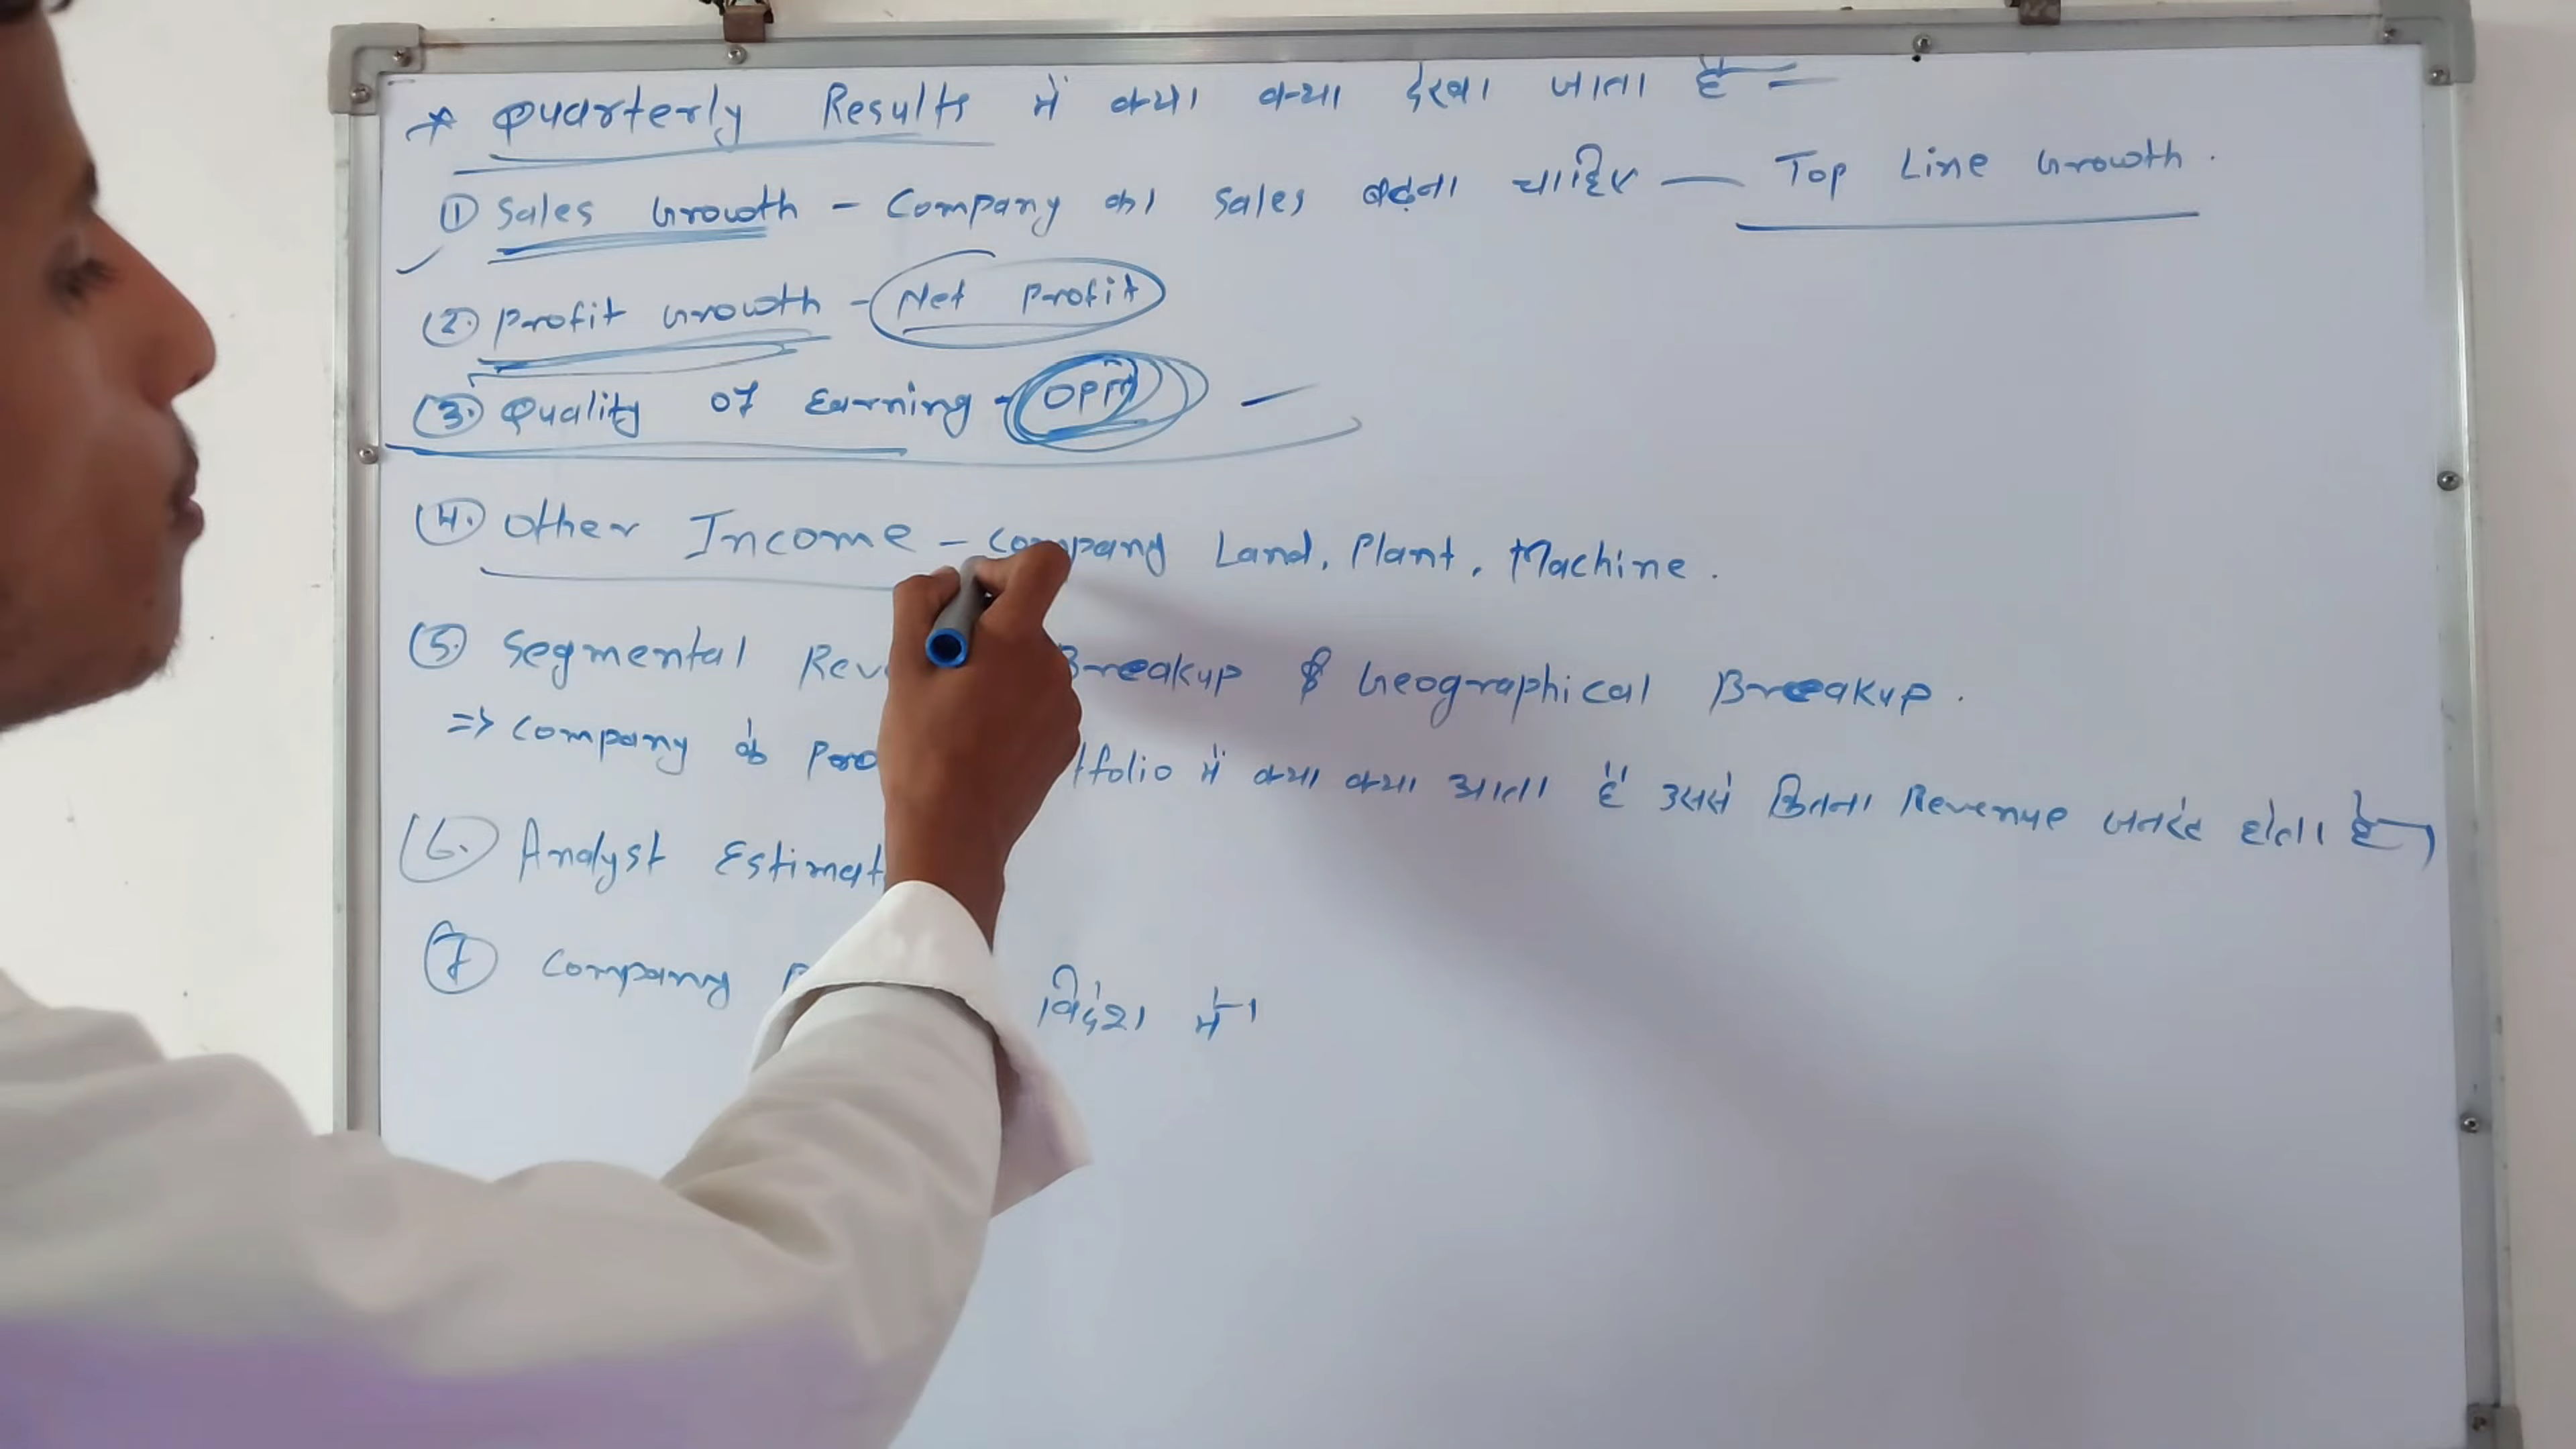 * Quarterly Results में क्या क्या देखा जाता है =
① Sales Growth - Company का Sales बढ़ना चाहिए — Top Line Growth.
(2.) Profit Growth - Net Profit
(3.) Quality of Earning - OPM -
(4.) Other Income - Company Land, Plant, Machine.
(5.) Segmental Breakup & Geographical Breakup.
=> Company के में क्या क्या आता है उससे कितना Revenue जनरेट होता है।
(6.) Analyst
(7) Company विदेश में।